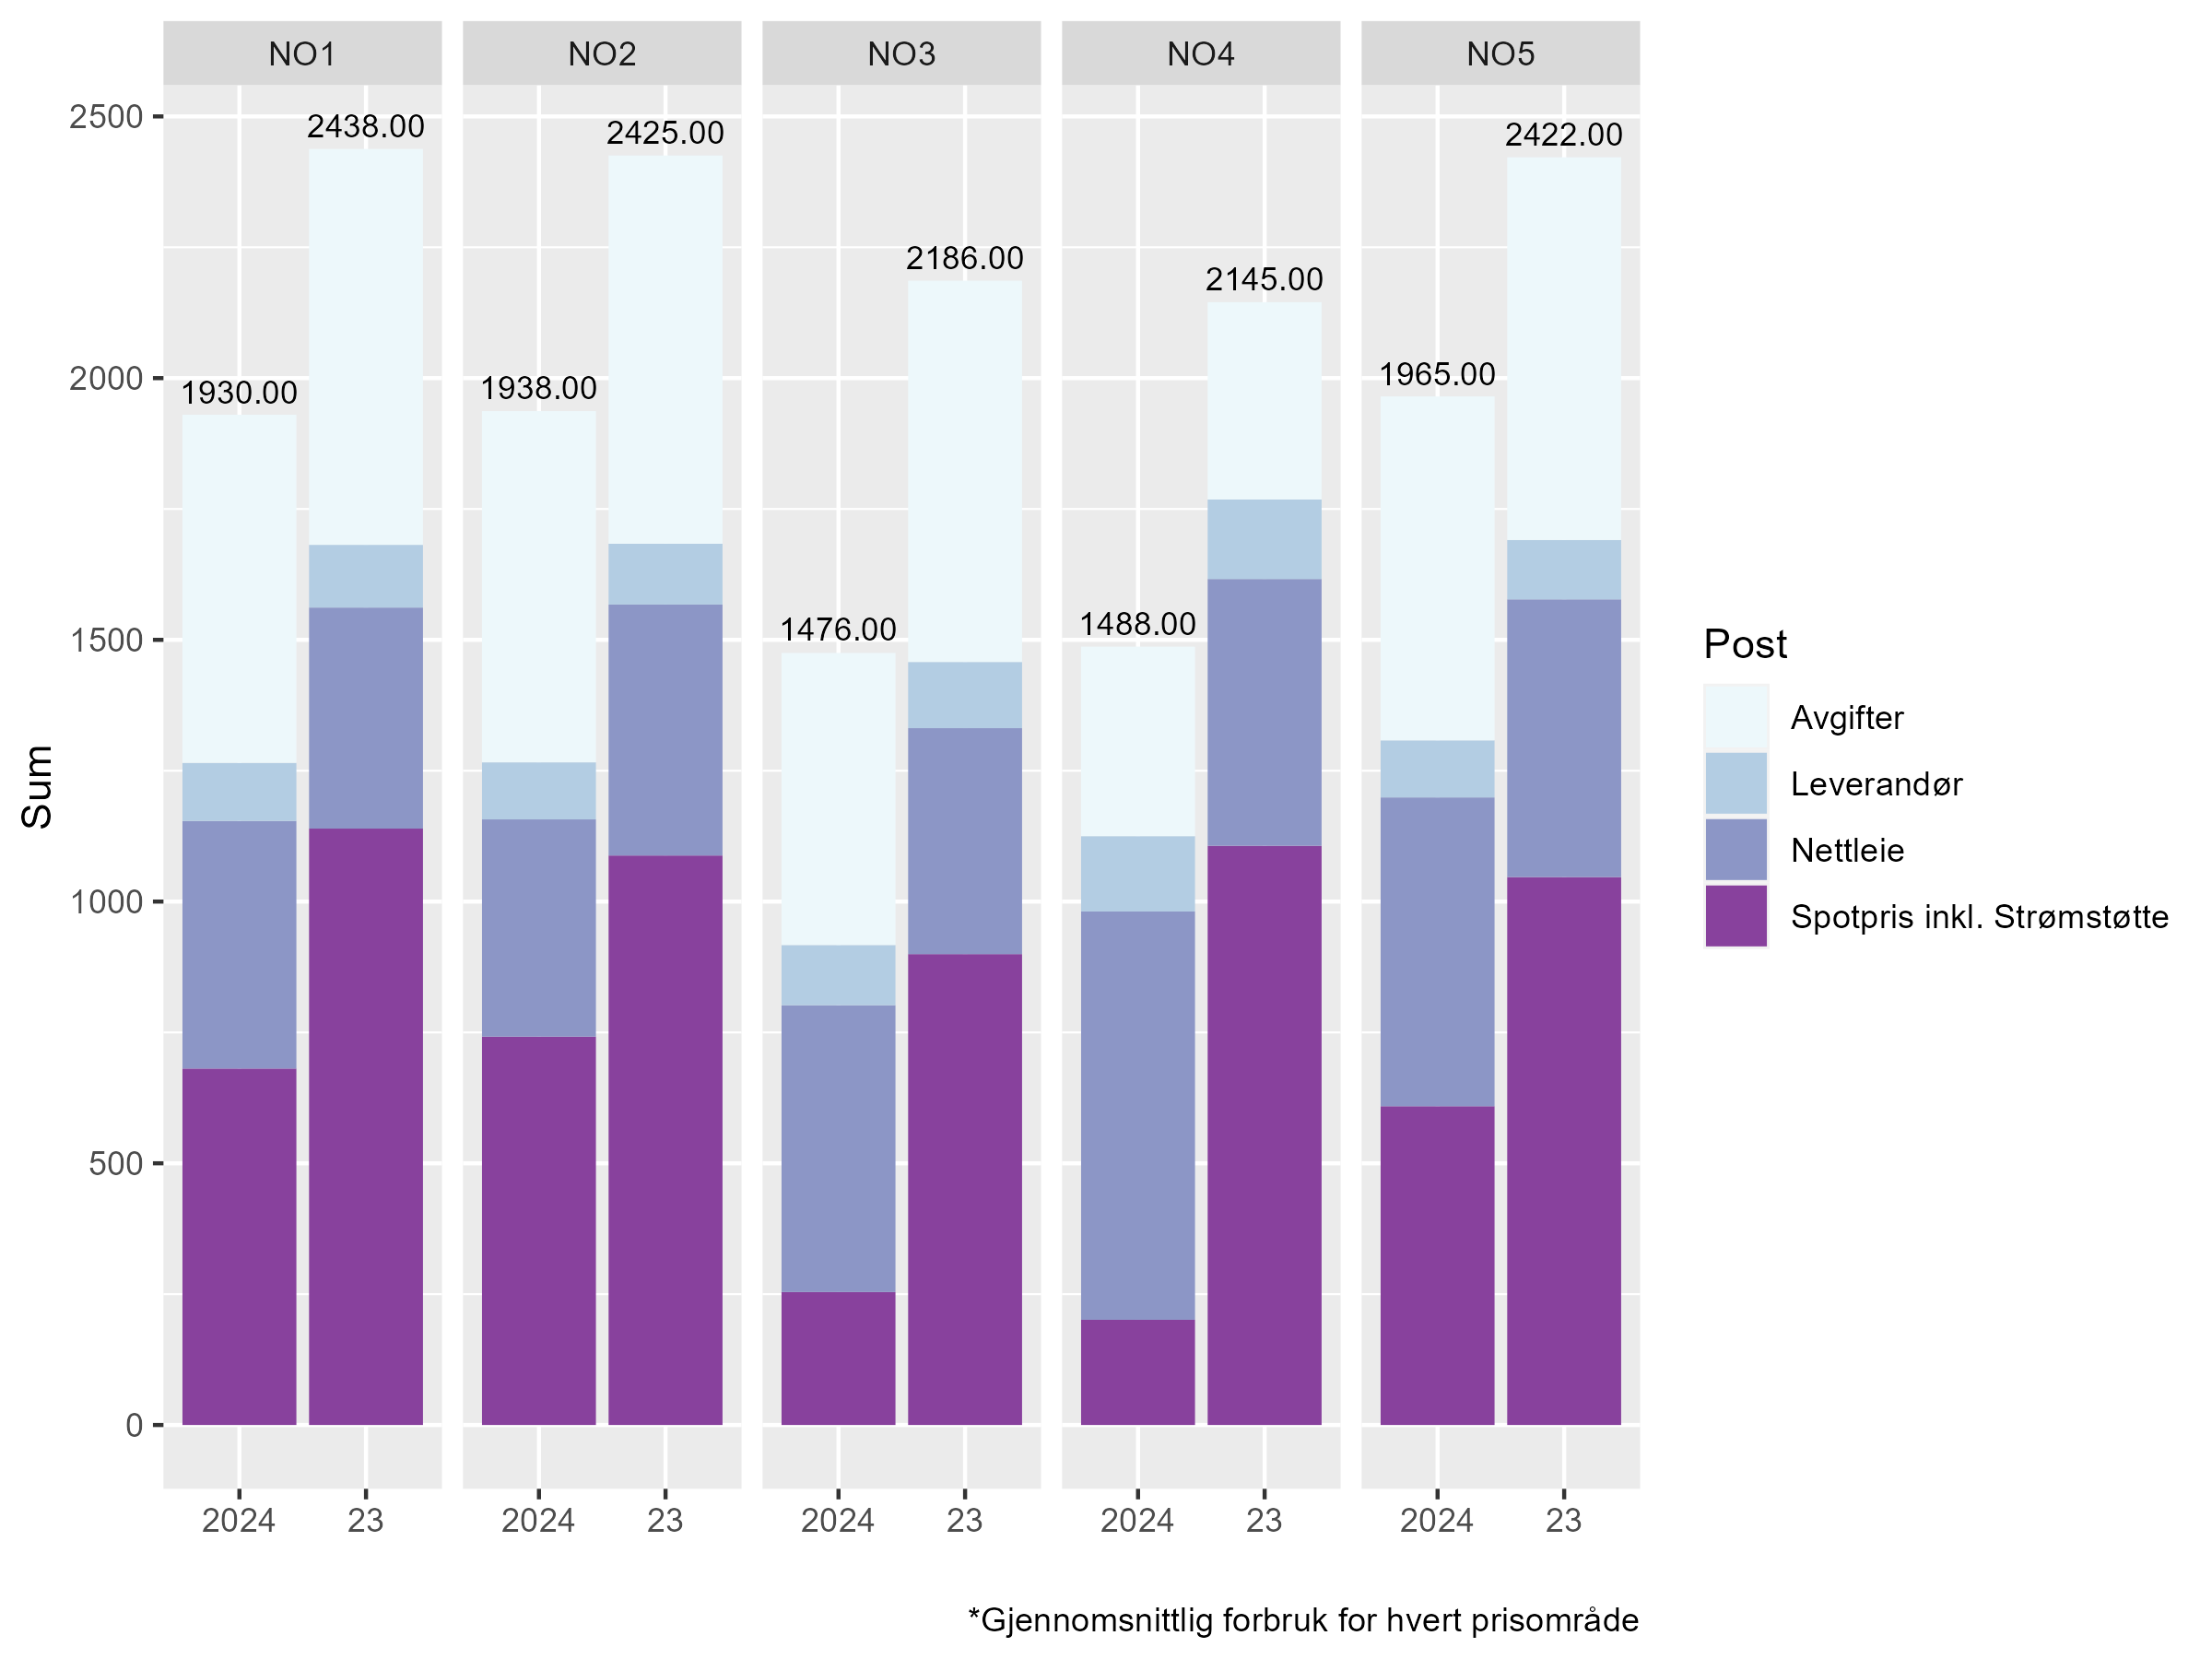 NO1 NO2 NO3 NO4 NO5
2500
2438.00 2425.00 2422.00
2186.00
2145.00
2000
1930.00 1938.00 1965.00
1500
1476.00 1488.00
1000
500
0
Sum
2024 23 2024 23 2024 23 2024 23 2024 23
Post
Avgifter
Leverandør
Nettleie
Spotpris inkl. Strømstøtte
*Gjennomsnittlig forbruk for hvert prisområde